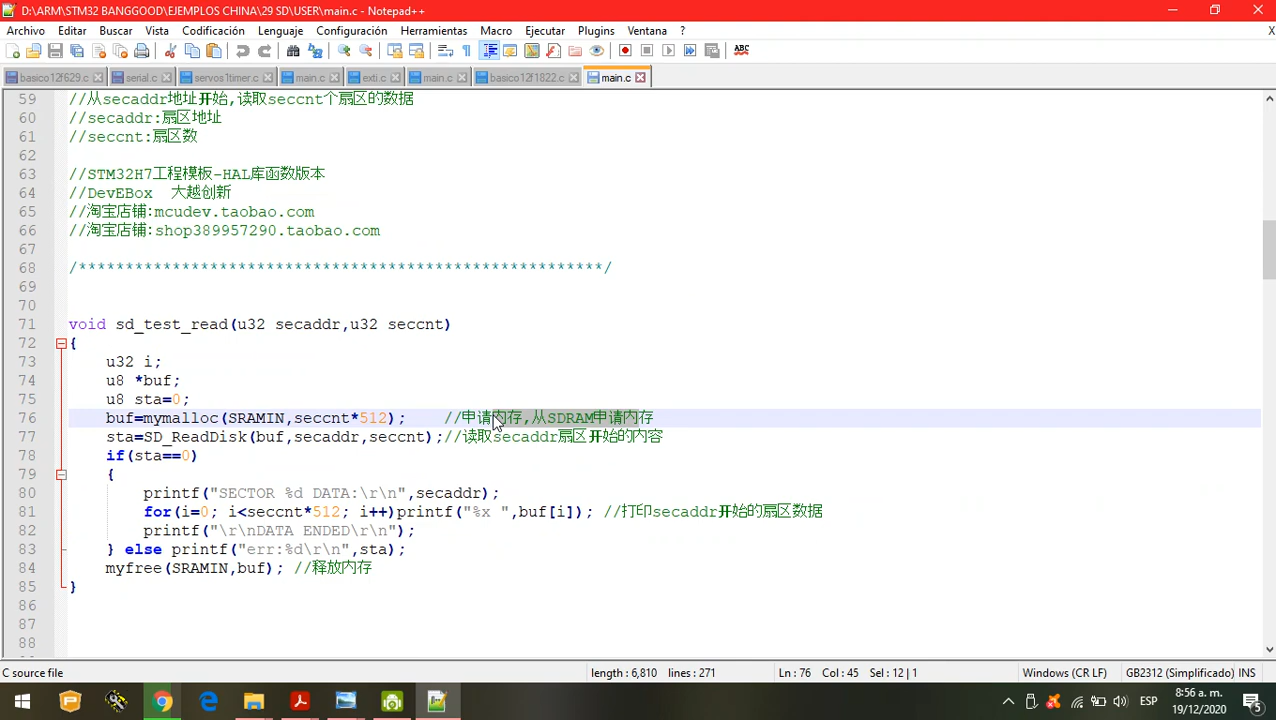 D:\ARM\STM32 BANGGOOD\EJEMPLOS CHINA\29 SD\USER\main.c - Notepad++
Archivo Editar Buscar Vista Codificación Lenguaje Configuración Herramientas Macro Ejecutar Plugins Ventana ? X
ABC
basico12f629.c serial.c servos1timer.c main.c exti.c main.c basico12f1822.c main.c
59 //从secaddr地址开始,读取seccnt个扇区的数据
60 //secaddr:扇区地址
61 //seccnt:扇区数
62
63 //STM32H7工程模板-HAL库函数版本
64 //DevEBox 大越创新
65 //淘宝店铺:mcudev.taobao.com
66 //淘宝店铺:shop389957290.taobao.com
67
68 /********************************************************/
69
70
71 void sd_test_read(u32 secaddr,u32 seccnt)
72 {
73 u32 i;
74 u8 *buf;
75 u8 sta=0;
76 buf=mymalloc(SRAMIN,seccnt*512); //申请内存,从SDRAM申请内存
77 sta=SD_ReadDisk(buf,secaddr,seccnt);//读取secaddr扇区开始的内容
78 if(sta==0)
79 {
80 printf("SECTOR %d DATA:\r\n",secaddr);
81 for(i=0; i<seccnt*512; i++)printf("%x ",buf[i]); //打印secaddr开始的扇区数据
82 printf("\r\nDATA ENDED\r\n");
83 } else printf("err:%d\r\n",sta);
84 myfree(SRAMIN,buf); //释放内存
85 }
86
87
88
C source file length : 6,810 lines : 271 Ln : 76 Col : 45 Sel : 12 | 1 Windows (CR LF) GB2312 (Simplificado) INS
ESP 8:56 a. m.
19/12/2020 5